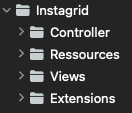 Instagrid
Controller
Ressources
Views
Extensions